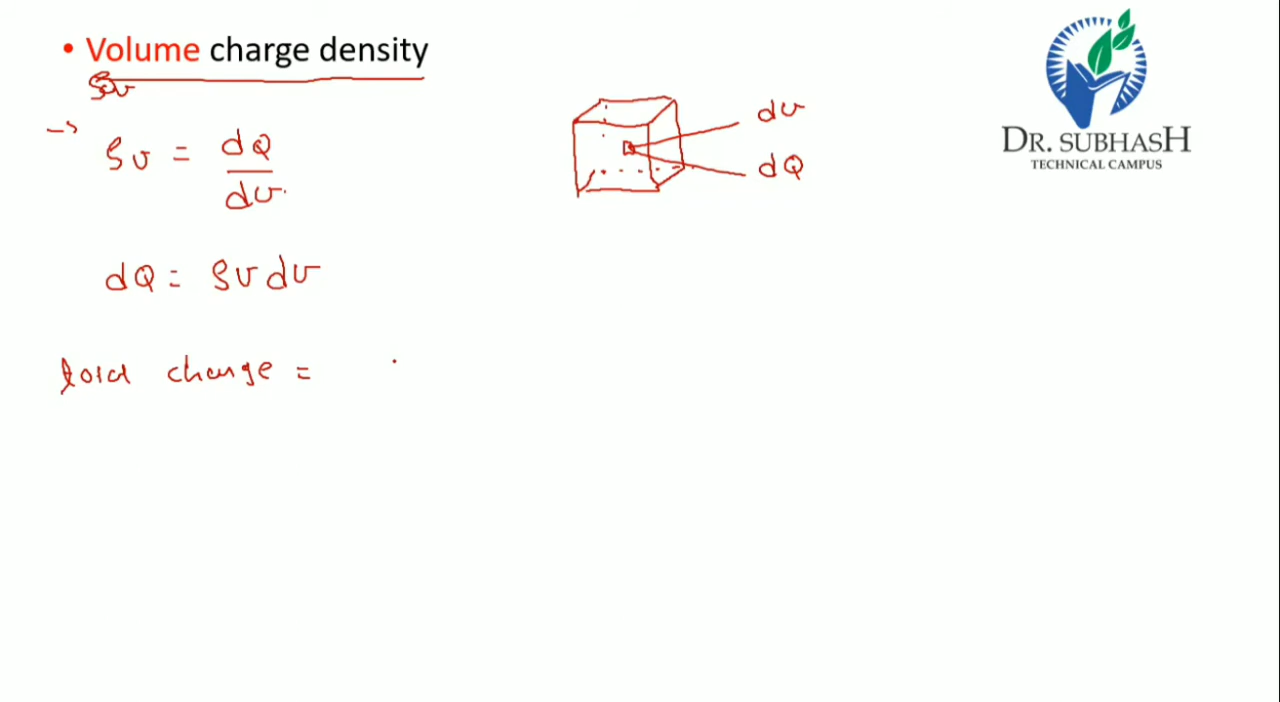 • Volume charge density
ρv
→ ρv = dQ/dv
dv
dQ
dQ = ρv dv
total charge =
DR. SUBHASH
TECHNICAL CAMPUS